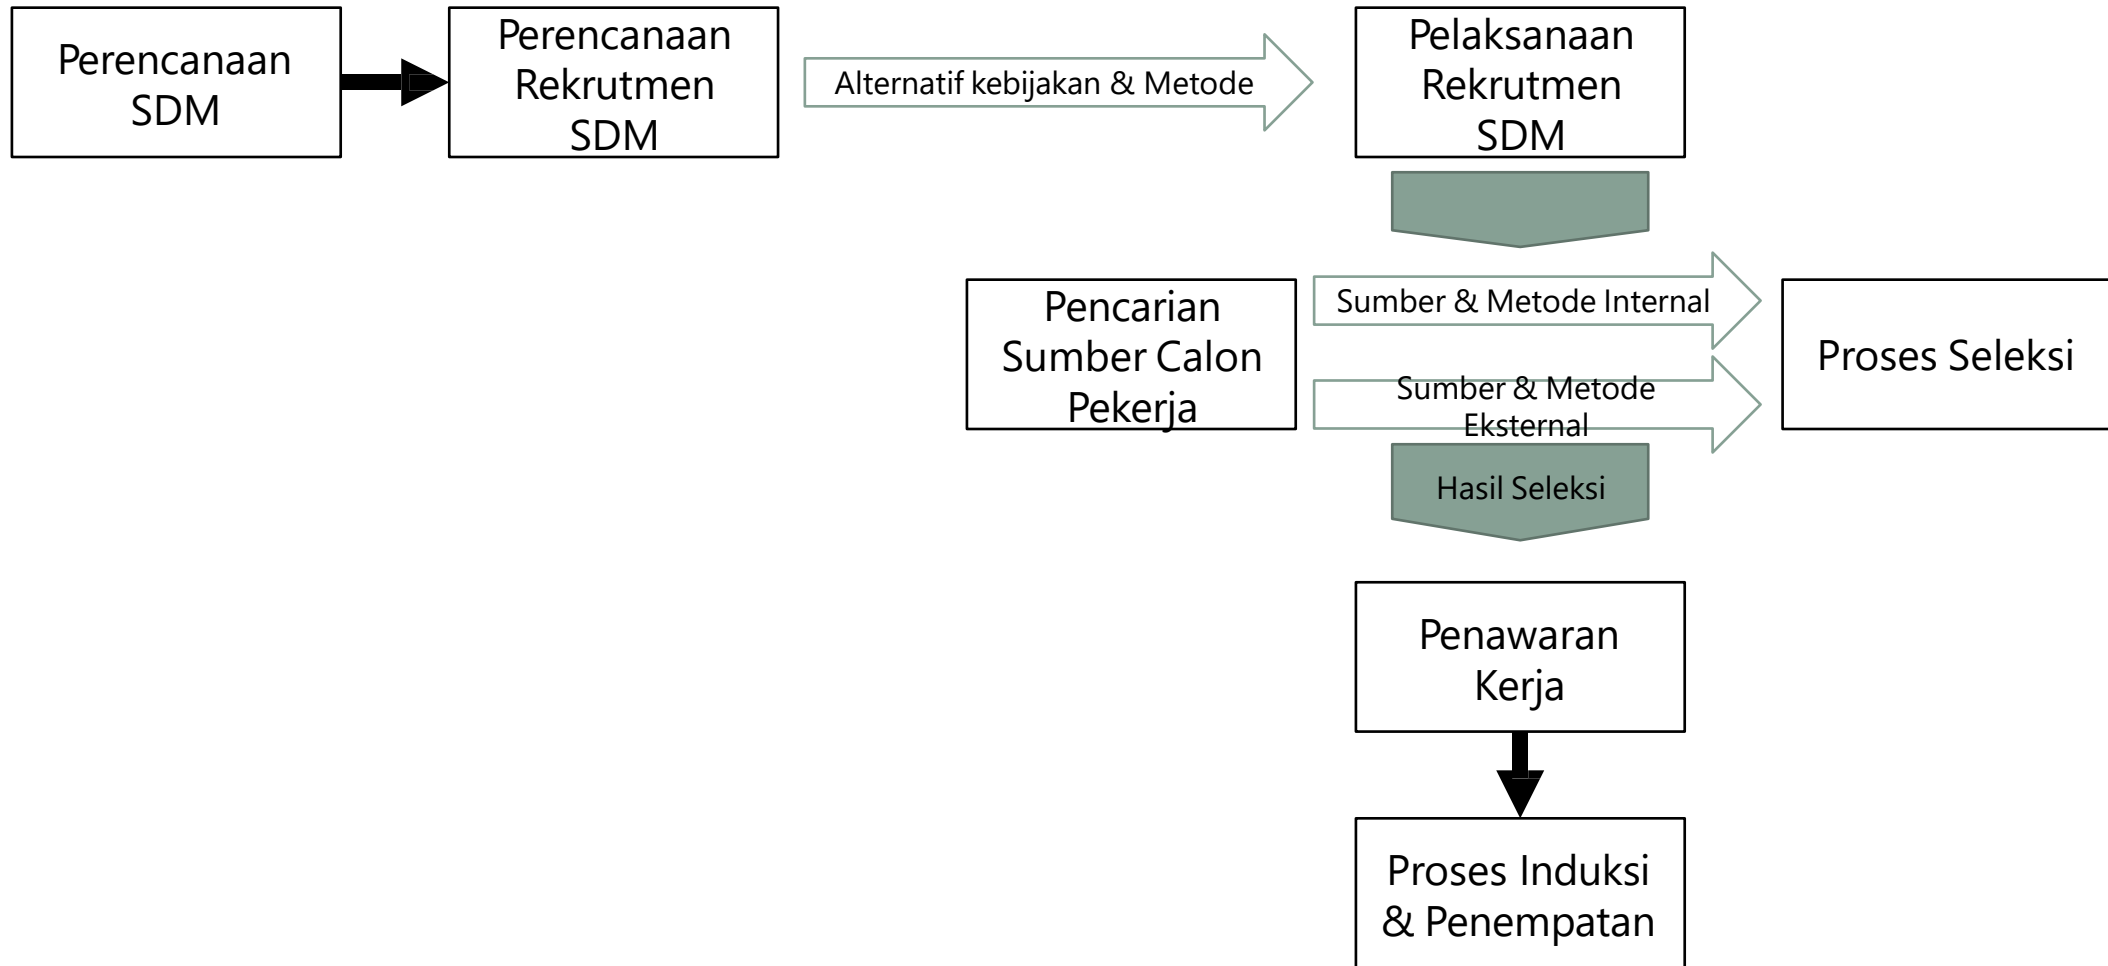 Perencanaan
SDM
Perencanaan
Rekrutmen
SDM
Alternatif kebijakan & Metode
Pelaksanaan
Rekrutmen
SDM
Pencarian
Sumber Calon
Pekerja
Sumber & Metode Internal
Sumber & Metode
Eksternal
Proses Seleksi
Hasil Seleksi
Penawaran
Kerja
Proses Induksi
& Penempatan